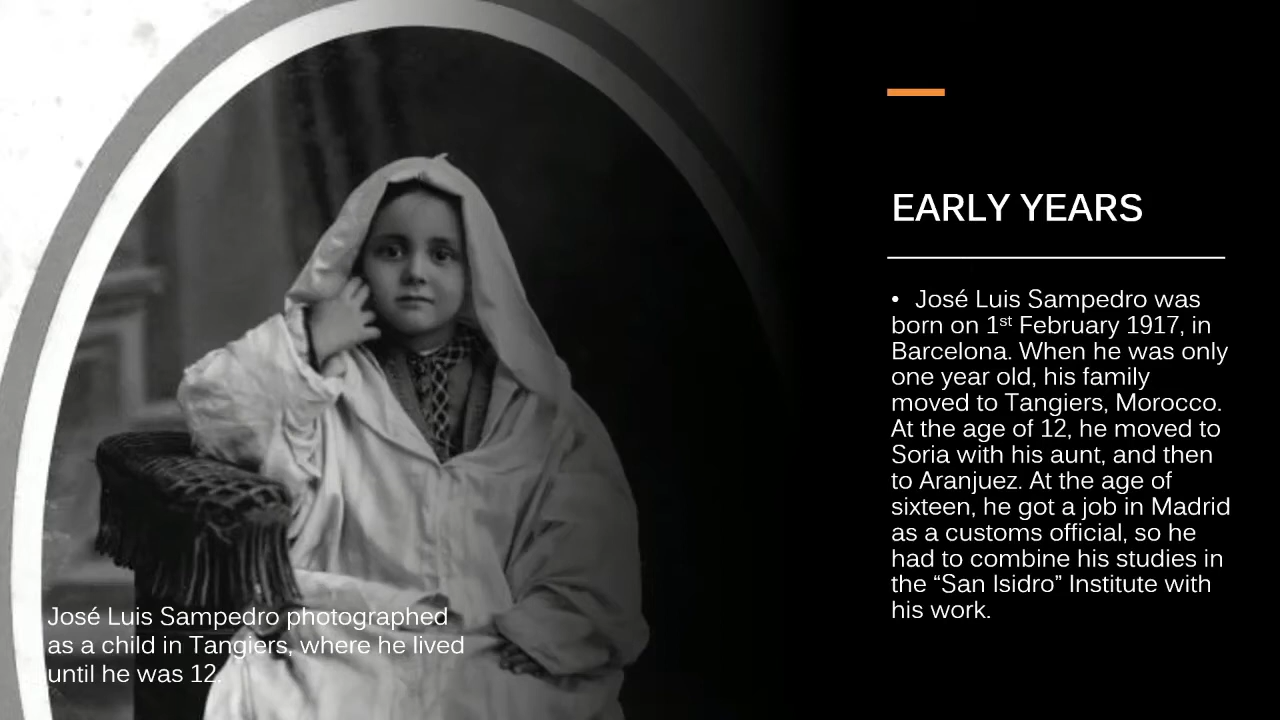 EARLY YEARS
• José Luis Sampedro was
born on 1st February 1917, in
Barcelona. When he was only
one year old, his family
moved to Tangiers, Morocco.
At the age of 12, he moved to
Soria with his aunt, and then
to Aranjuez. At the age of
sixteen, he got a job in Madrid
as a customs official, so he
had to combine his studies in
the “San Isidro” Institute with
his work.
José Luis Sampedro photographed
as a child in Tangiers, where he lived
until he was 12.